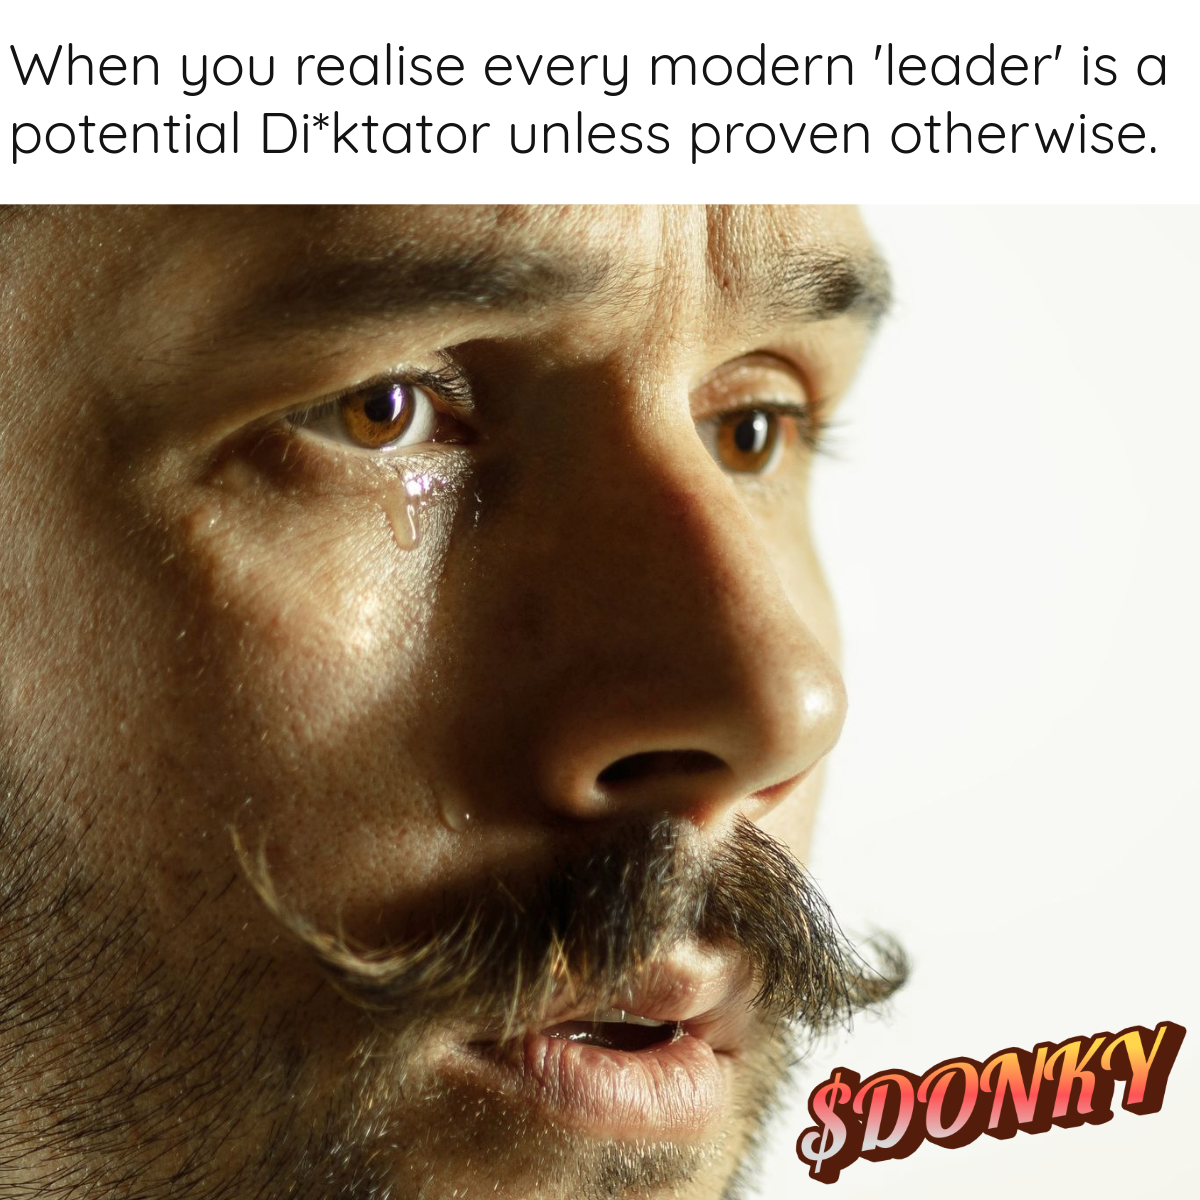 When you realise every modern 'leader' is a
potential Di*ktator unless proven otherwise.
$DONKY